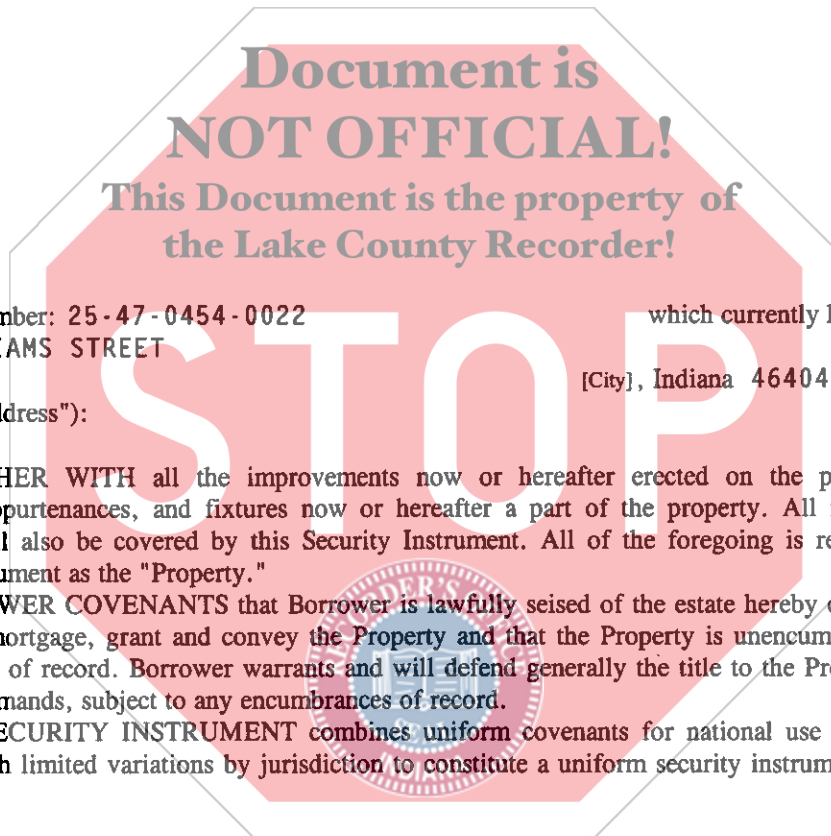 Document is
NOT OFFICIAL!
This Document is the property of
the Lake County Recorder!
STOP
mber: 25-47-0454-0022 which currently
AMS STREET
[City], Indiana 46404
dress"):
HER WITH all the improvements now or hereafter erected on the p
ppurtenances, and fixtures now or hereafter a part of the property. All
l also be covered by this Security Instrument. All of the foregoing is re
ument as the "Property."
WER COVENANTS that Borrower is lawfully seised of the estate hereby
mortgage, grant and convey the Property and that the Property is unencum
of record. Borrower warrants and will defend generally the title to the Pr
mands, subject to any encumbrances of record.
ECURITY INSTRUMENT combines uniform covenants for national use
h limited variations by jurisdiction to constitute a uniform security instrum
SEAL